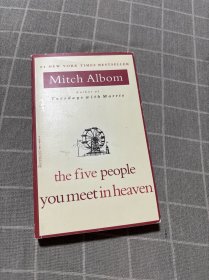 #1 NEW YORK TIMES BESTSELLER
Mitch Albom
Author of
Tuesdays with Morrie
the five people
you meet in heaven